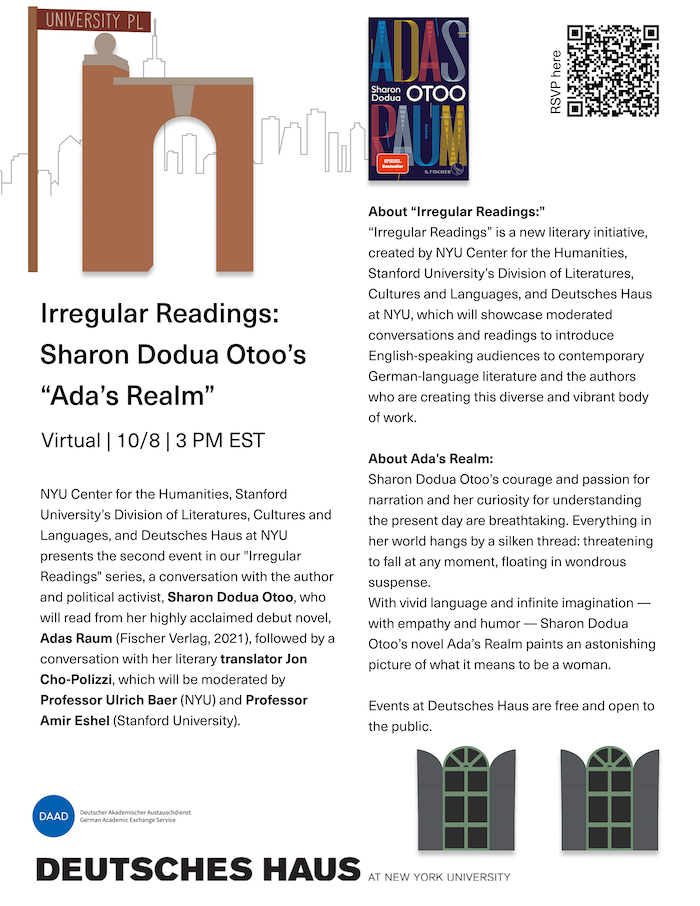 UNIVERSITY PL
ADAS
Sharon
Dodua
OTOO
RAUM
SPIEGEL
Bestseller
S. FISCHER
RSVP here
Irregular Readings:
Sharon Dodua Otoo’s
“Ada’s Realm”
Virtual | 10/8 | 3 PM EST
NYU Center for the Humanities, Stanford
University’s Division of Literatures, Cultures and
Languages, and Deutsches Haus at NYU
presents the second event in our "Irregular
Readings" series, a conversation with the author
and political activist, Sharon Dodua Otoo, who
will read from her highly acclaimed debut novel,
Adas Raum (Fischer Verlag, 2021), followed by a
conversation with her literary translator Jon
Cho-Polizzi, which will be moderated by
Professor Ulrich Baer (NYU) and Professor
Amir Eshel (Stanford University).
About “Irregular Readings:”
“Irregular Readings” is a new literary initiative,
created by NYU Center for the Humanities,
Stanford University’s Division of Literatures,
Cultures and Languages, and Deutsches Haus
at NYU, which will showcase moderated
conversations and readings to introduce
English-speaking audiences to contemporary
German-language literature and the authors
who are creating this diverse and vibrant body
of work.
About Ada’s Realm:
Sharon Dodua Otoo’s courage and passion for
narration and her curiosity for understanding
the present day are breathtaking. Everything in
her world hangs by a silken thread: threatening
to fall at any moment, floating in wondrous
suspense.
With vivid language and infinite imagination —
with empathy and humor — Sharon Dodua
Otoo’s novel Ada’s Realm paints an astonishing
picture of what it means to be a woman.
Events at Deutsches Haus are free and open to
the public.
DAAD
Deutscher Akademischer Austauschdienst
German Academic Exchange Service
DEUTSCHES HAUS AT NEW YORK UNIVERSITY